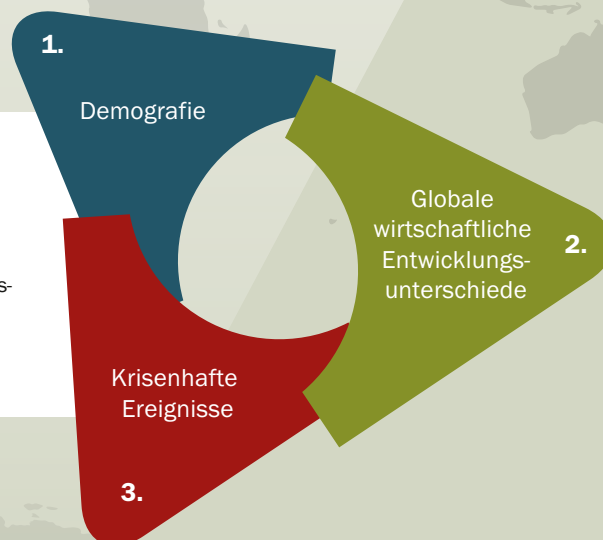 1.
Demografie
Globale
wirtschaftliche
Entwicklungs-
unterschiede
2.
s-
Krisenhafte
Ereignisse
3.